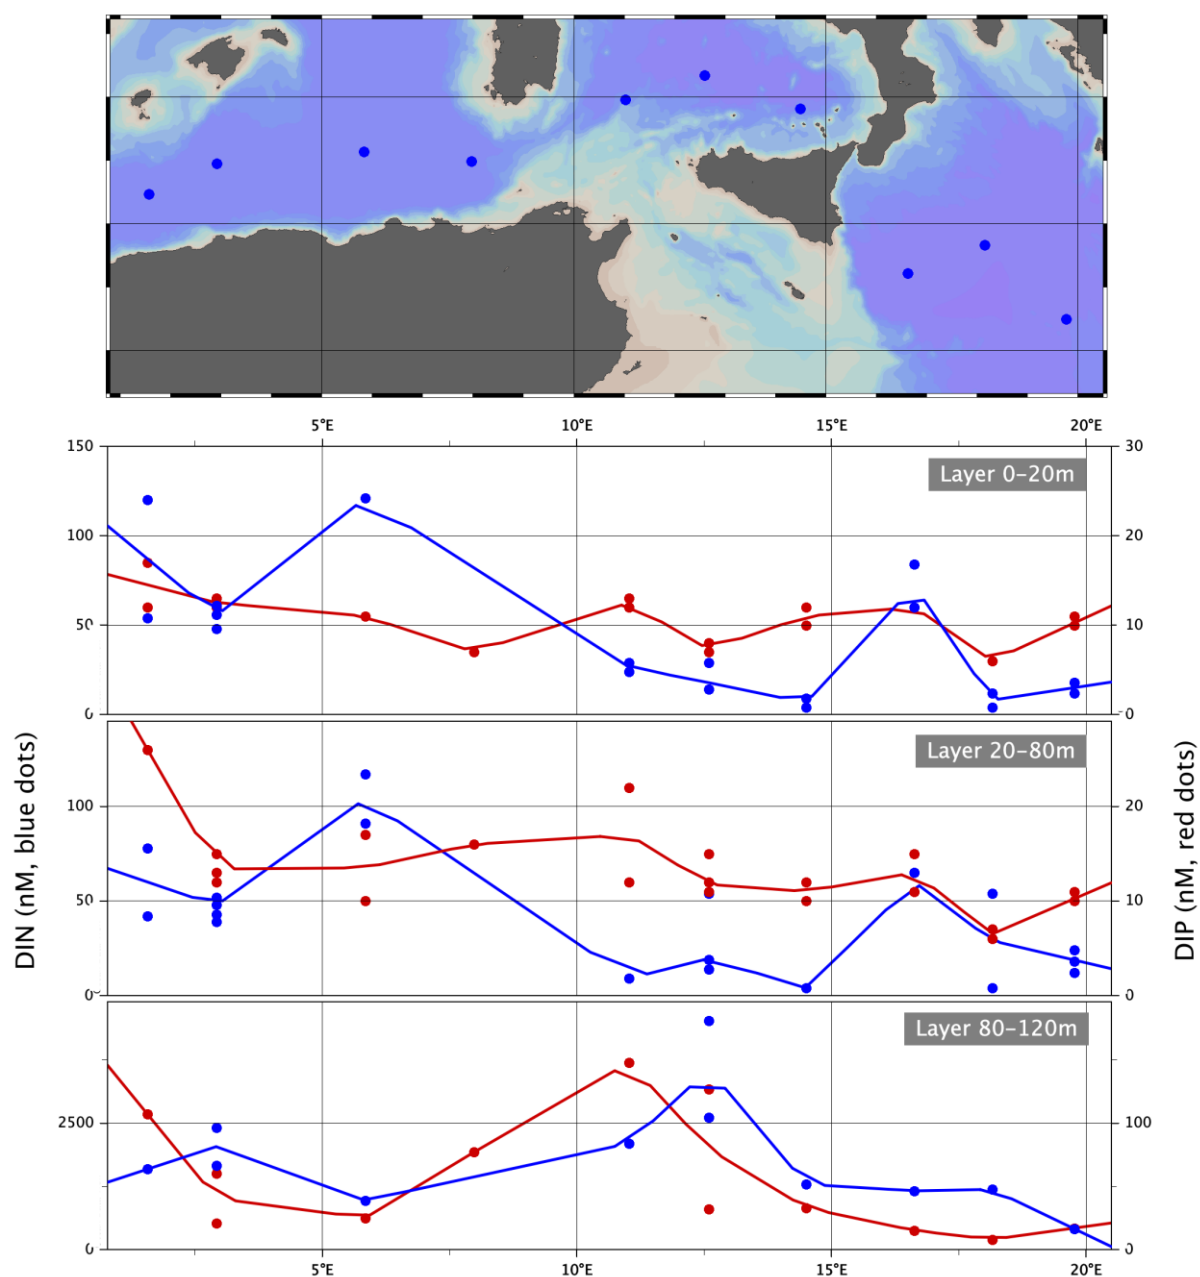 5°E 10°E 15°E 20°E
150 30
Layer 0–20m
100 20
50 10
0 0
Layer 20–80m
100 20
50 10
0 0
Layer 80–120m
2500 100
0 0
5°E 10°E 15°E 20°E
DIN (nM, blue dots)
DIP (nM, red dots)